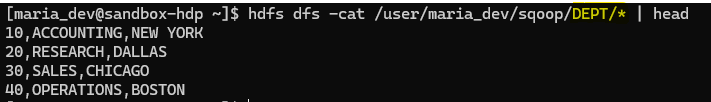 [maria_dev@sandbox-hdp ~]$ hdfs dfs -cat /user/maria_dev/sqoop/DEPT/* | head
10,ACCOUNTING,NEW YORK
20,RESEARCH,DALLAS
30,SALES,CHICAGO
40,OPERATIONS,BOSTON